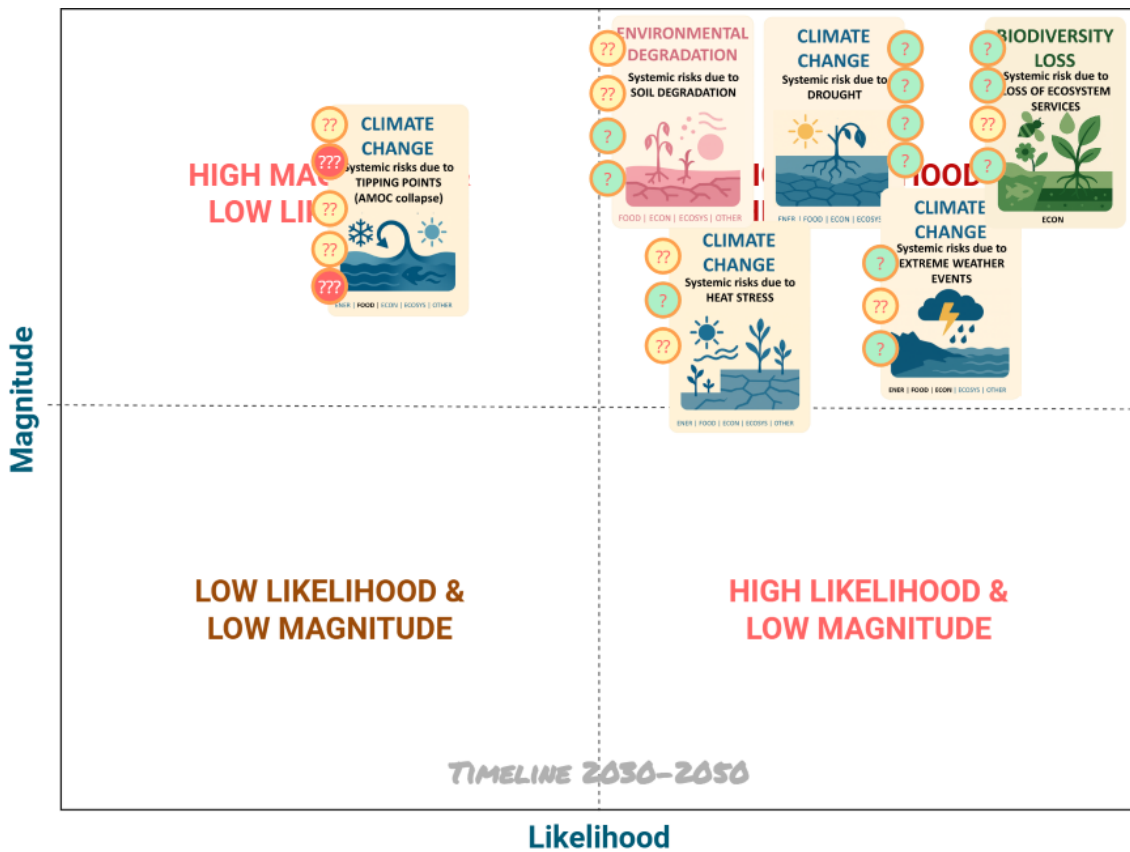 ENVIRONMENTAL
DEGRADATION
Systemic risks due to
SOIL DEGRADATION
??
??
?
?
FOOD | ECON | ECOSYS | OTHER
CLIMATE
CHANGE
Systemic risk due to
DROUGHT
?
?
?
?
ENER | FOOD | ECON | ECOSYS
BIODIVERSITY
LOSS
Systemic risk due to
LOSS OF ECOSYSTEM
SERVICES
?
?
??
?
ECON
CLIMATE
CHANGE
Systemic risks due to
TIPPING POINTS
(AMOC collapse)
??
???
??
??
???
ENER | FOOD | ECON | ECOSYS | OTHER
HIGH
LOW
HOOD
CLIMATE
CHANGE
Systemic risks due to
HEAT STRESS
??
?
??
ENER | FOOD | ECON | ECOSYS | OTHER
CLIMATE
CHANGE
Systemic risks due to
EXTREME WEATHER
EVENTS
?
??
?
ENER | FOOD | ECON | ECOSYS | OTHER
Magnitude
LOW LIKELIHOOD &
LOW MAGNITUDE
HIGH LIKELIHOOD &
LOW MAGNITUDE
TIMELINE 2030-2050
Likelihood